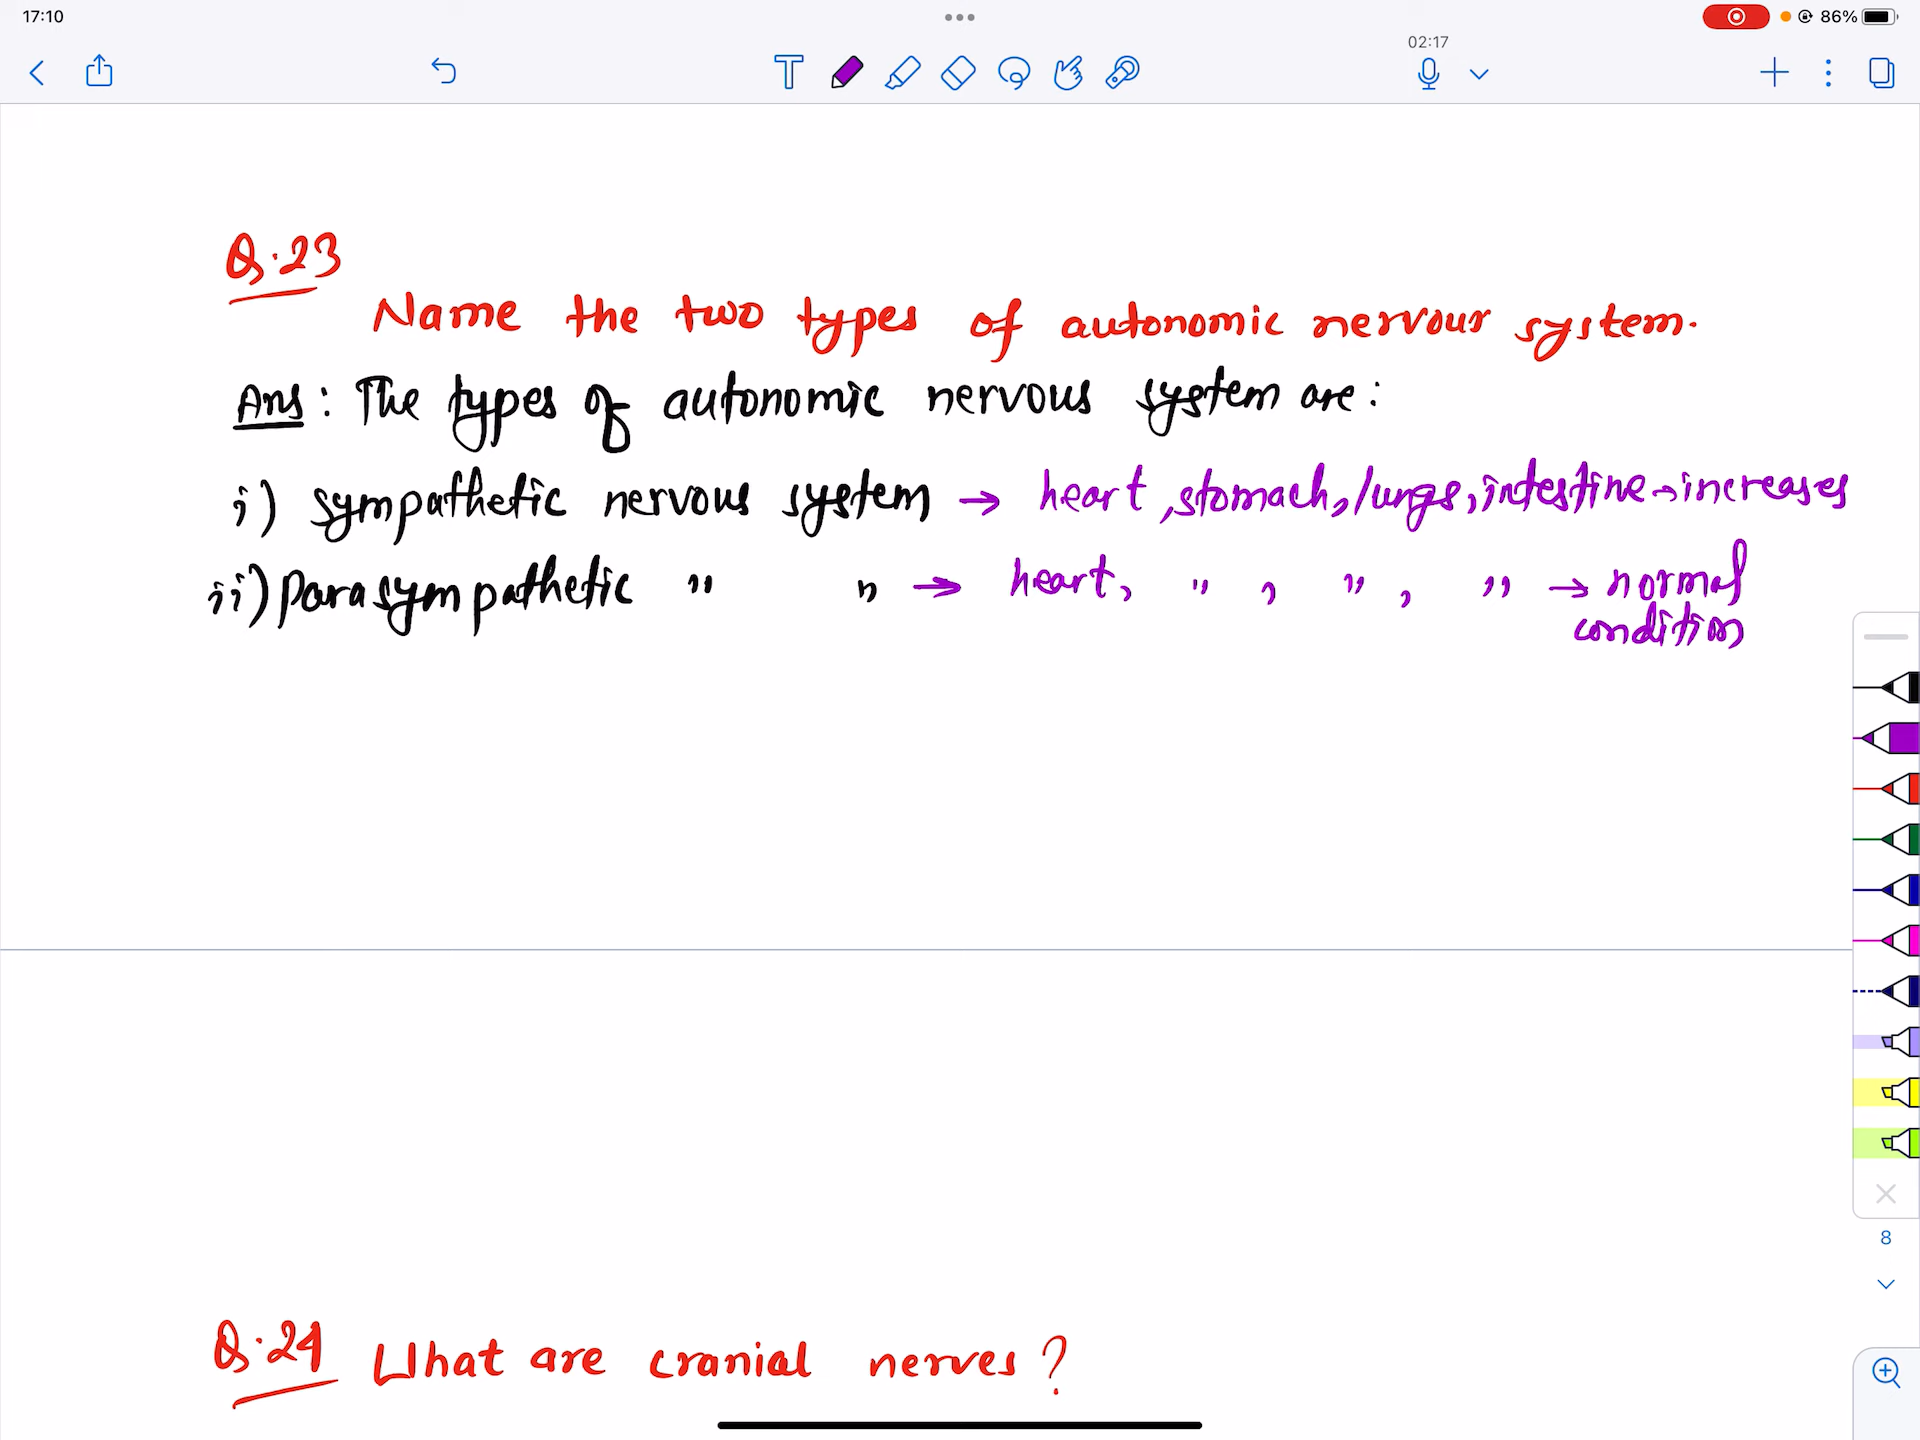 17:10
86%
02:17
Q.23
Name the two types of autonomic nervour system.
Ans : The types of autonomic nervous system are :
i) sympathetic nervous system → heart, stomach, lungs, intestine → increases
ii) Parasympathetic " " → heart, " , " , " → normal
condition
8
Q.24 What are cranial nerves ?